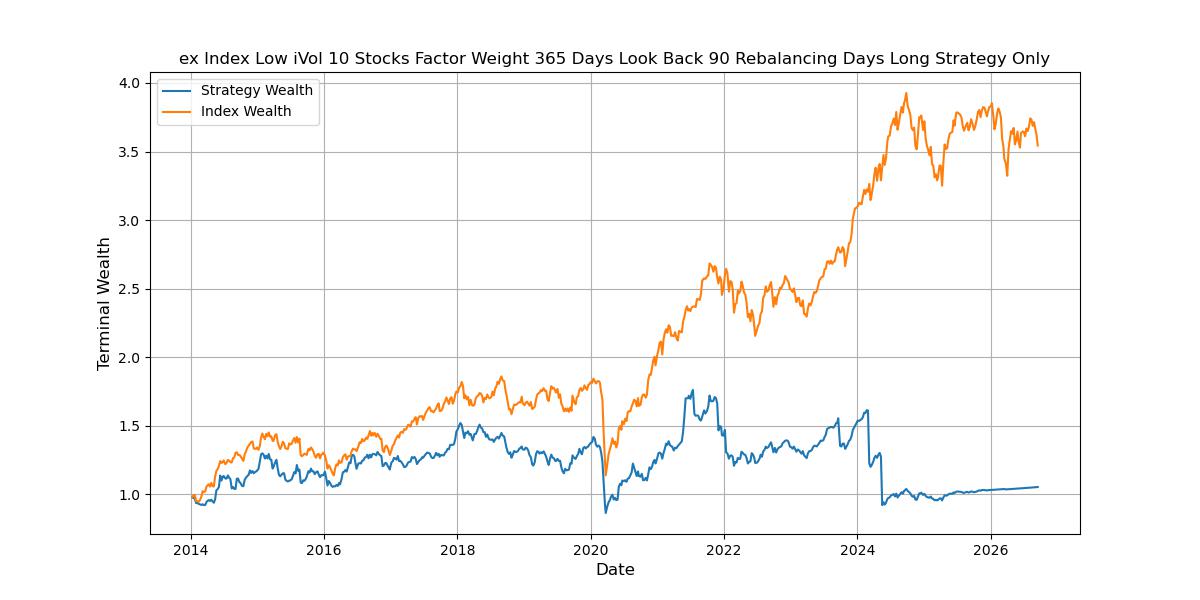 ex Index Low iVol 10 Stocks Factor Weight 365 Days Look Back 90 Rebalancing Days Long Strategy Only
Strategy Wealth
Index Wealth
Terminal Wealth
4.0
3.5
3.0
2.5
2.0
1.5
1.0
2014
2016
2018
2020
2022
2024
2026
Date